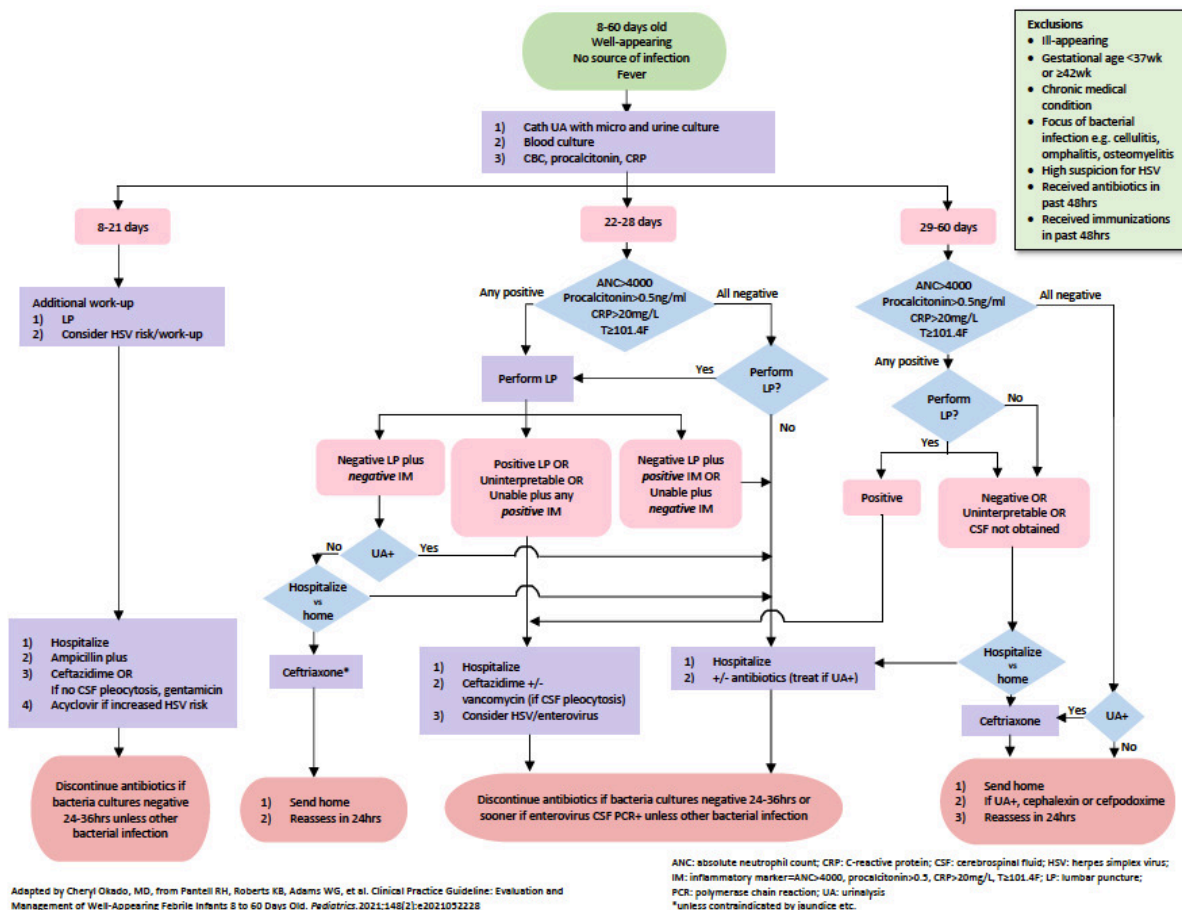 8-60 days old
Well-appearing
No source of infection
Fever
Exclusions
• Ill-appearing
• Gestational age <37wk
or ≥42wk
• Chronic medical
condition
• Focus of bacterial
infection e.g. cellulitis,
omphalitis, osteomyelitis
• High suspicion for HSV
• Received antibiotics in
past 48hrs
• Received immunizations
in past 48hrs
1) Cath UA with micro and urine culture
2) Blood culture
3) CBC, procalcitonin, CRP
8-21 days
22-28 days
29-60 days
Additional work-up
1) LP
2) Consider HSV risk/work-up
Any positive
ANC>4000
Procalcitonin>0.5ng/ml
CRP>20mg/L
T≥101.4F
All negative
ANC>4000
Procalcitonin>0.5ng/ml
CRP>20mg/L
T≥101.4F
All negative
Any positive
Perform LP
Yes
Perform
LP?
No
Perform
LP?
No
Yes
Negative LP plus
negative IM
Positive LP OR
Uninterpretable OR
Unable plus any
positive IM
Negative LP plus
positive IM OR
Unable plus
negative IM
Positive
Negative OR
Uninterpretable OR
CSF not obtained
No
UA+
Yes
Hospitalize
vs
home
Hospitalize
vs
home
1) Hospitalize
2) Ampicillin plus
3) Ceftazidime OR
If no CSF pleocytosis, gentamicin
4) Acyclovir if increased HSV risk
Ceftriaxone*
1) Hospitalize
2) Ceftazidime +/-
vancomycin (if CSF pleocytosis)
3) Consider HSV/enterovirus
1) Hospitalize
2) +/- antibiotics (treat if UA+)
Ceftriaxone
Yes
UA+
No
Discontinue antibiotics if
bacteria cultures negative
24-36hrs unless other
bacterial infection
1) Send home
2) Reassess in 24hrs
Discontinue antibiotics if bacteria cultures negative 24-36hrs or
sooner if enterovirus CSF PCR+ unless other bacterial infection
1) Send home
2) If UA+, cephalexin or cefpodoxime
3) Reassess in 24hrs
ANC: absolute neutrophil count; CRP: C-reactive protein; CSF: cerebrospinal fluid; HSV: herpes simplex virus;
IM: inflammatory marker=ANC>4000, procalcitonin>0.5, CRP>20mg/L, T≥101.4F; LP: lumbar puncture;
PCR: polymerase chain reaction; UA: urinalysis
*unless contraindicated by jaundice etc.
Adapted by Cheryl Okado, MD, from Pantell RH, Roberts KB, Adams WG, et al. Clinical Practice Guideline: Evaluation and
Management of Well-Appearing Febrile Infants 8 to 60 Days Old. Pediatrics.2021;148(2):e2021052228